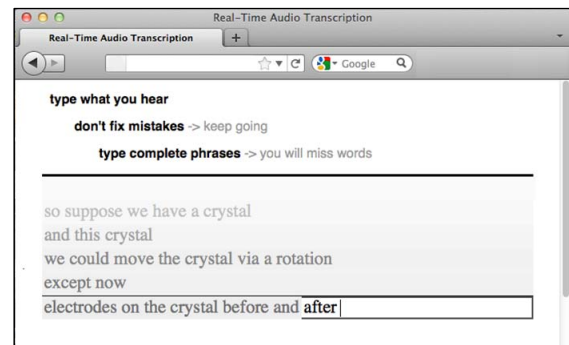 Real-Time Audio Transcription
Real-Time Audio Transcription
Google
type what you hear
don't fix mistakes -> keep going
type complete phrases -> you will miss words
so suppose we have a crystal
and this crystal
we could move the crystal via a rotation
except now
electrodes on the crystal before and after